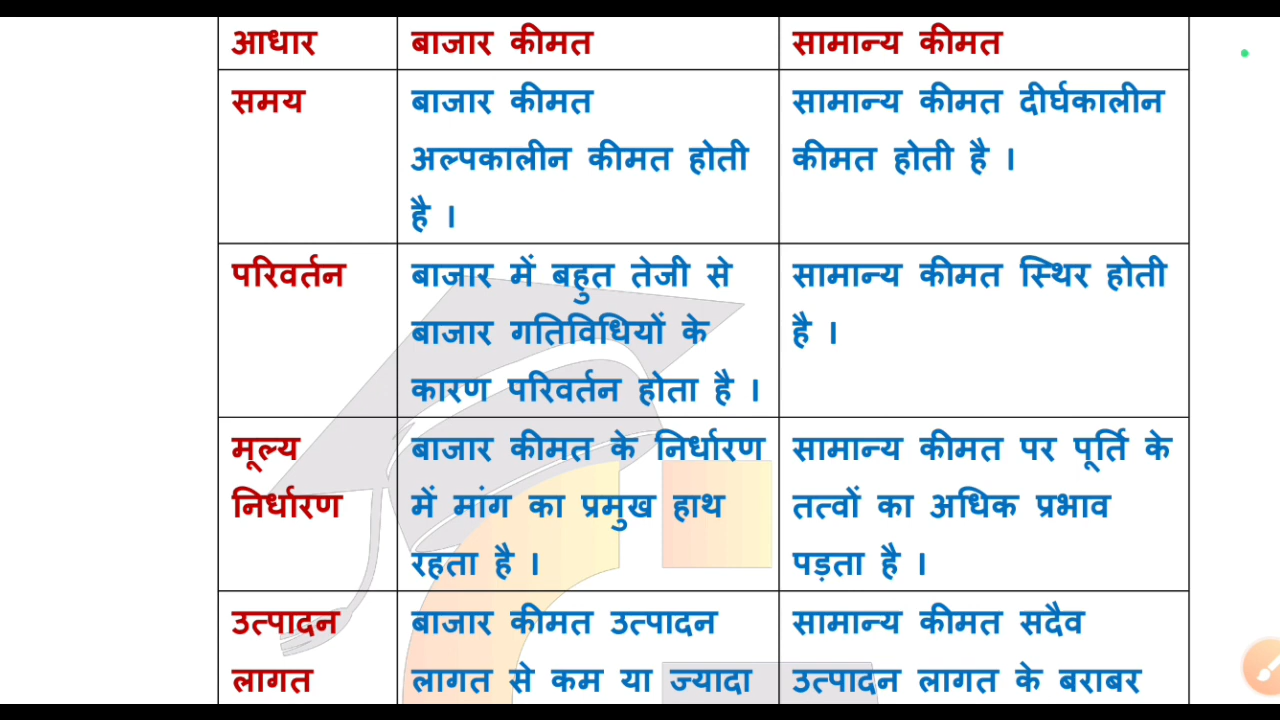 आधार
बाजार कीमत
सामान्य कीमत
समय
बाजार कीमत
अल्पकालीन कीमत होती
है ।
सामान्य कीमत दीर्घकालीन
कीमत होती है ।
परिवर्तन
बाजार में बहुत तेजी से
बाजार गतिविधियों के
कारण परिवर्तन होता है ।
सामान्य कीमत स्थिर होती
है ।
मूल्य
निर्धारण
बाजार कीमत के निर्धारण
में मांग का प्रमुख हाथ
रहता है ।
सामान्य कीमत पर पूर्ति के
तत्वों का अधिक प्रभाव
पड़ता है ।
उत्पादन
लागत
बाजार कीमत उत्पादन
लागत से कम या ज्यादा
सामान्य कीमत सदैव
उत्पादन लागत के बराबर